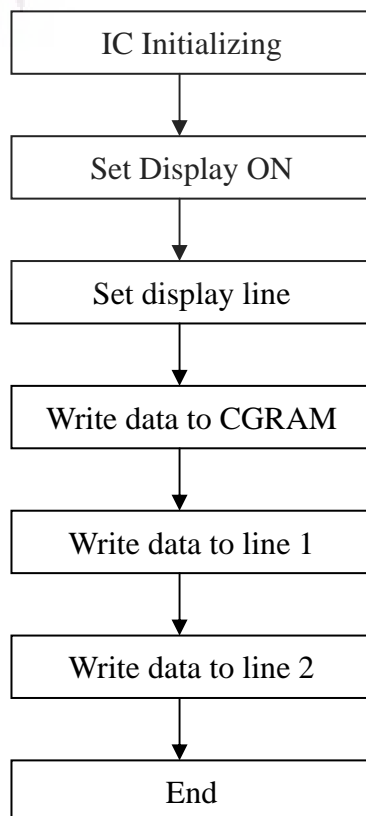 IC Initializing
Set Display ON
Set display line
Write data to CGRAM
Write data to line 1
Write data to line 2
End